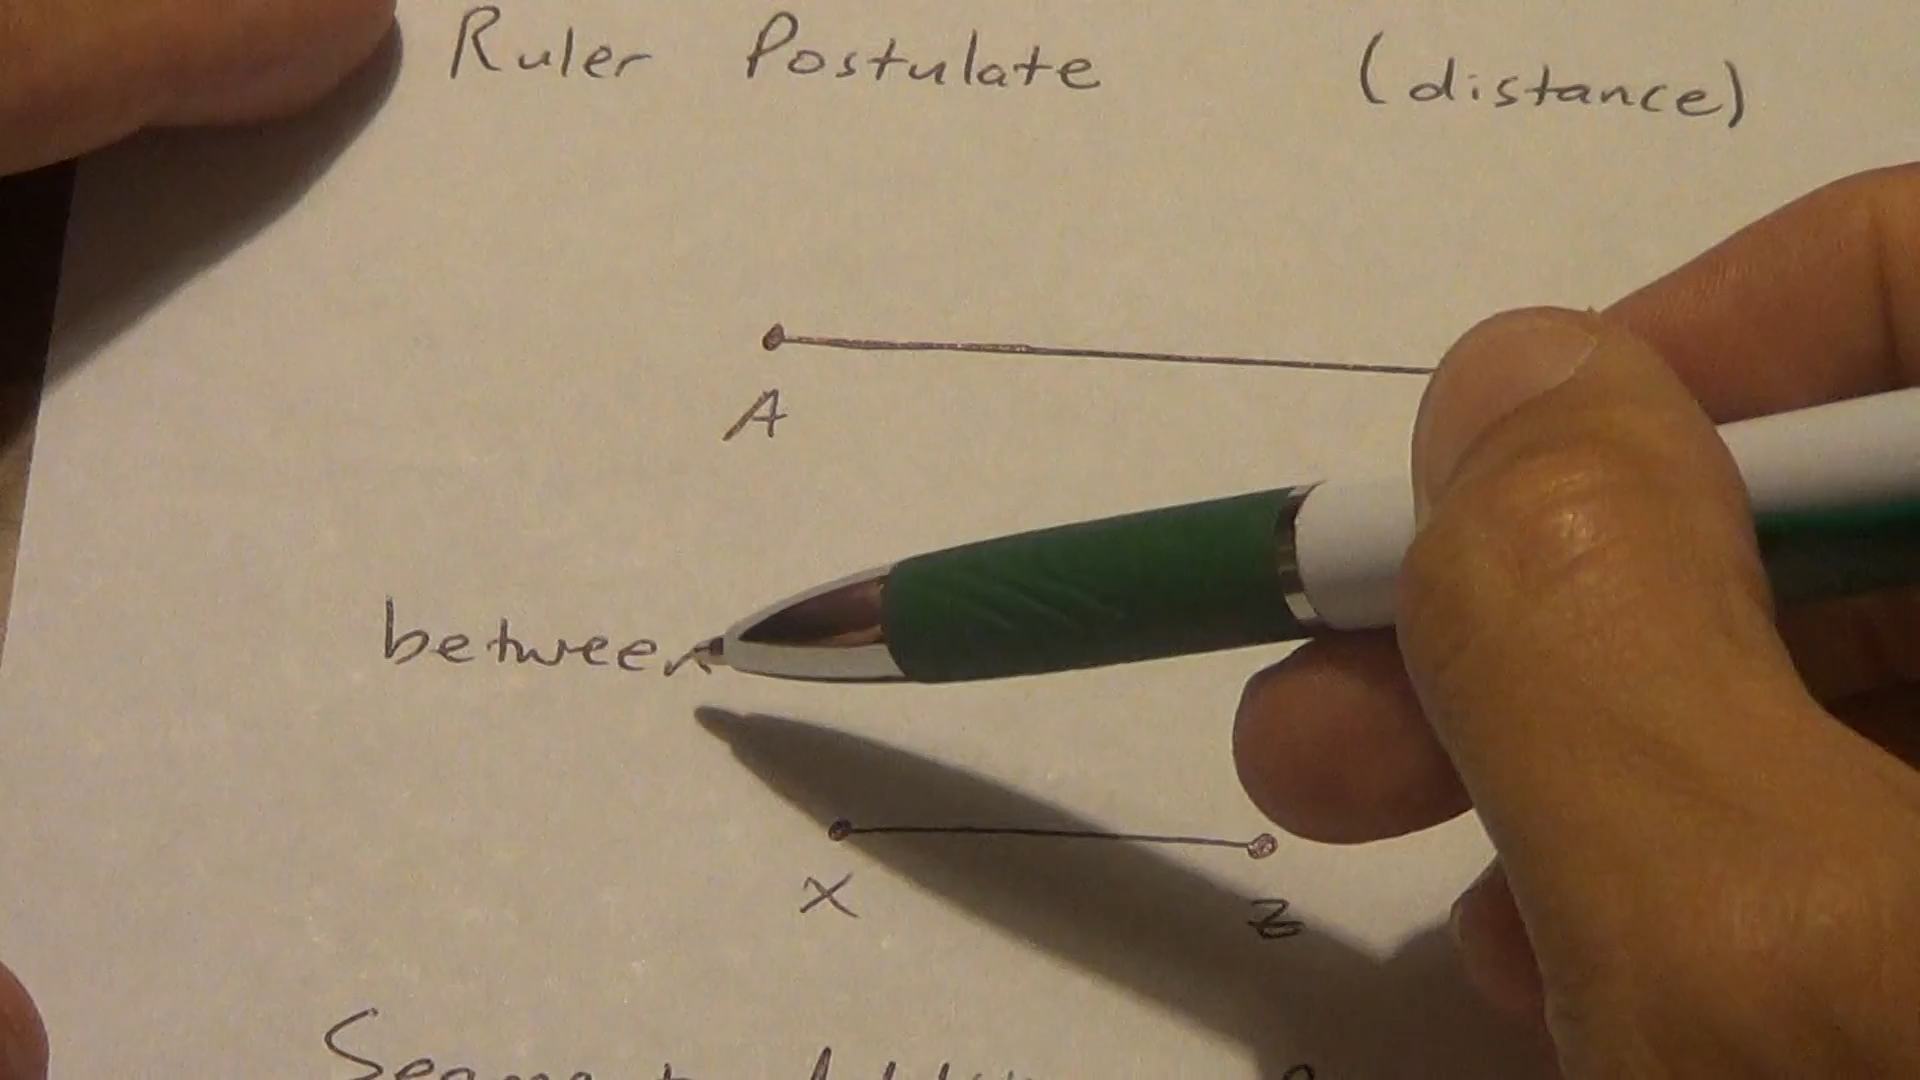 Ruler Postulate (distance)
A
between
X Z